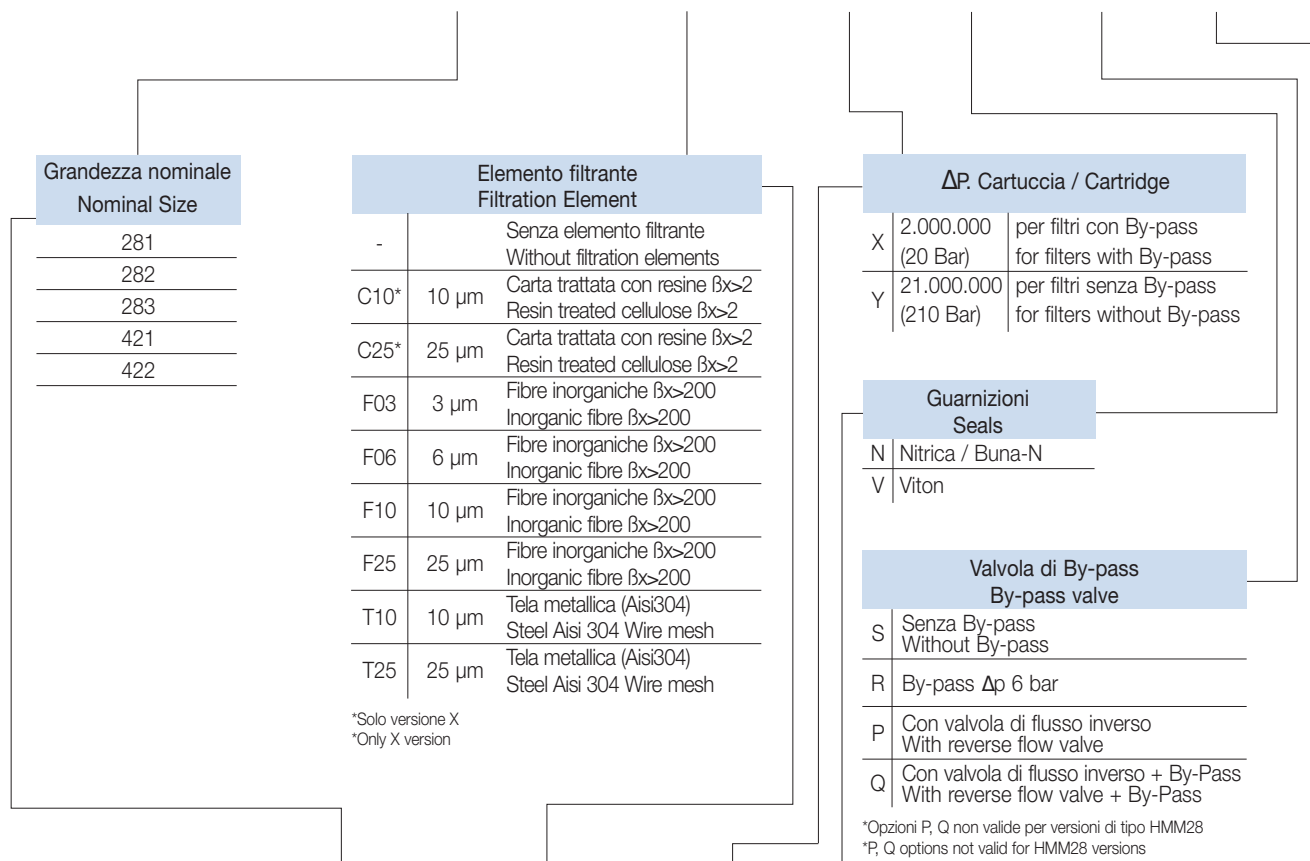 Grandezza nominale
Nominal Size
281
282
283
421
422
Elemento filtrante
Filtration Element
-
Senza elemento filtrante
Without filtration elements
C10* 10 µm
Carta trattata con resine ßx>2
Resin treated cellulose ßx>2
C25* 25 µm
Carta trattata con resine ßx>2
Resin treated cellulose ßx>2
F03 3 µm
Fibre inorganiche ßx>200
Inorganic fibre ßx>200
F06 6 µm
Fibre inorganiche ßx>200
Inorganic fibre ßx>200
F10 10 µm
Fibre inorganiche ßx>200
Inorganic fibre ßx>200
F25 25 µm
Fibre inorganiche ßx>200
Inorganic fibre ßx>200
T10 10 µm
Tela metallica (Aisi304)
Steel Aisi 304 Wire mesh
T25 25 µm
Tela metallica (Aisi304)
Steel Aisi 304 Wire mesh
*Solo versione X
*Only X version
ΔP. Cartuccia / Cartridge
X
2.000.000 per filtri con By-pass
(20 Bar) for filters with By-pass
Y
21.000.000 per filtri senza By-pass
(210 Bar) for filters without By-pass
Guarnizioni
Seals
N Nitrica / Buna-N
V Viton
Valvola di By-pass
By-pass valve
S
Senza By-pass
Without By-pass
R By-pass Δp 6 bar
P
Con valvola di flusso inverso
With reverse flow valve
Q
Con valvola di flusso inverso + By-Pass
With reverse flow valve + By-Pass
*Opzioni P, Q non valide per versioni di tipo HMM28
*P, Q options not valid for HMM28 versions